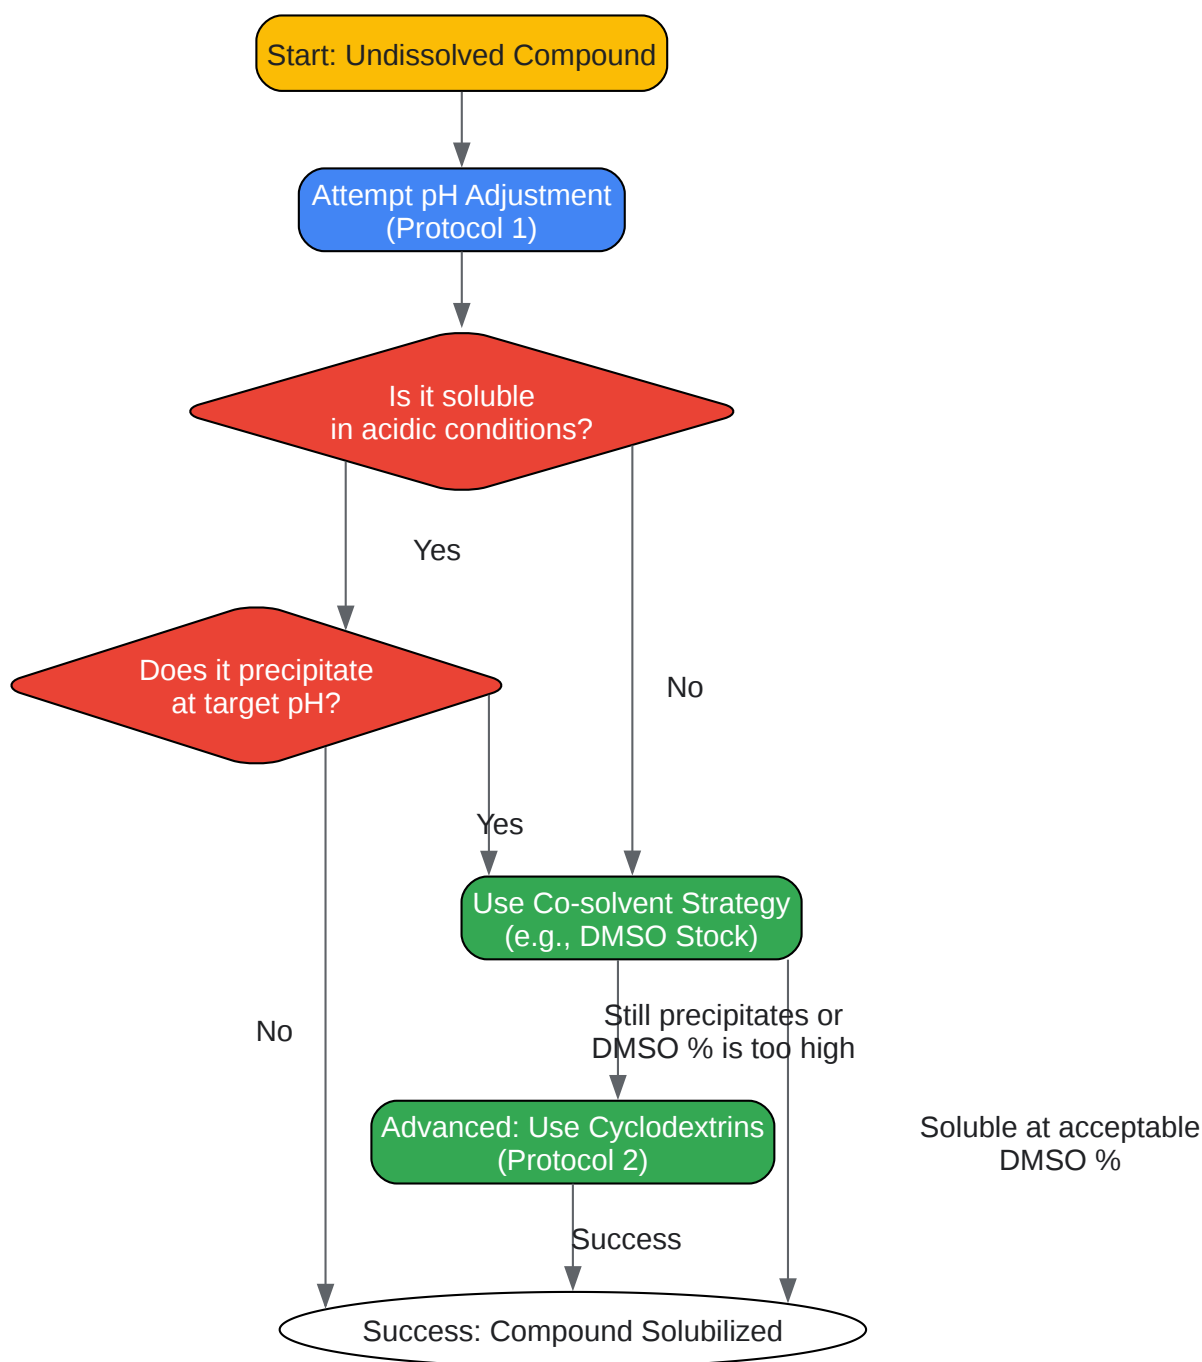 Start: Undissolved Compound
Attempt pH Adjustment
(Protocol 1)
Is it soluble
in acidic conditions?
Yes
Does it precipitate
at target pH?
No
Yes
Use Co-solvent Strategy
(e.g., DMSO Stock)
No
Still precipitates or
DMSO % is too high
Advanced: Use Cyclodextrins
(Protocol 2)
Soluble at acceptable
DMSO %
Success
Success: Compound Solubilized